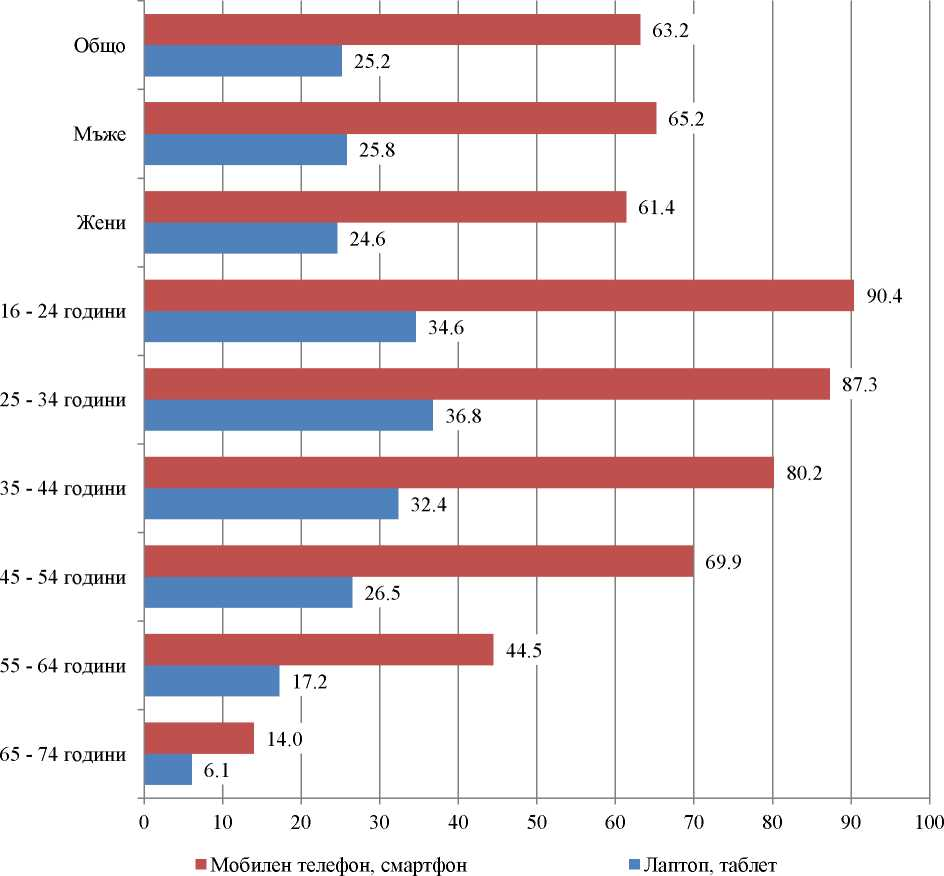 Общо
63.2
25.2
Мъже
65.2
25.8
Жени
61.4
24.6
16 - 24 години
90.4
34.6
25 - 34 години
87.3
36.8
35 - 44 години
80.2
32.4
45 - 54 години
69.9
26.5
55 - 64 години
44.5
17.2
65 - 74 години
14.0
6.1
0 10 20 30 40 50 60 70 80 90 100
Мобилен телефон, смартфон Лаптоп, таблет